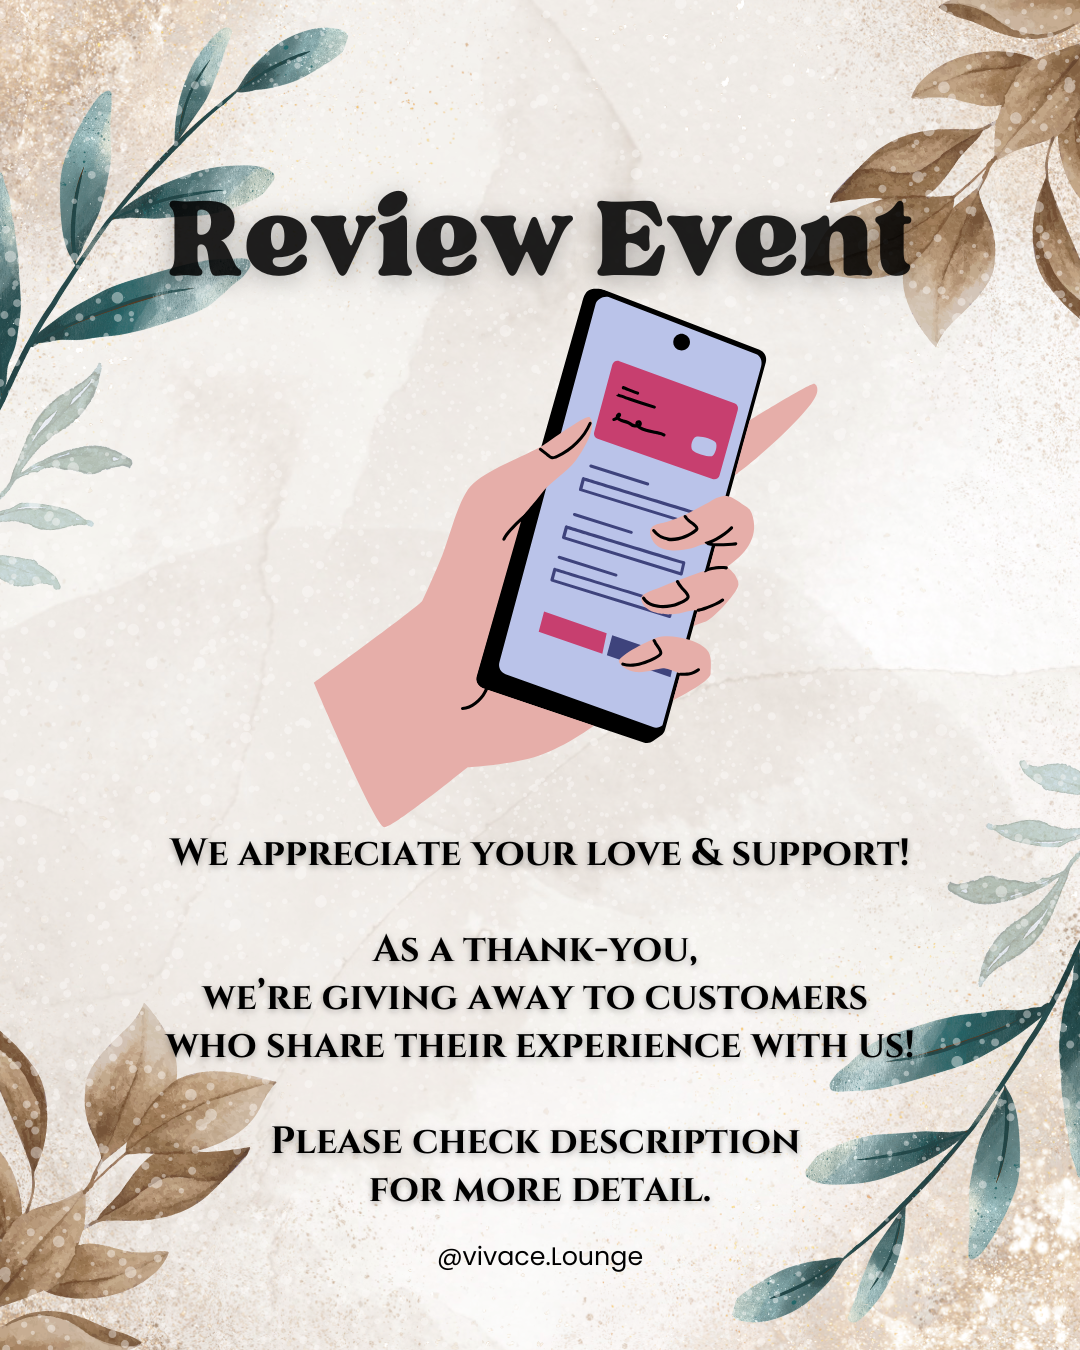 Review Event
We appreciate your love & support!
As a thank-you,
we’re giving away to customers
who share their experience with us!
Please check description
for more detail.
@vivace.Lounge